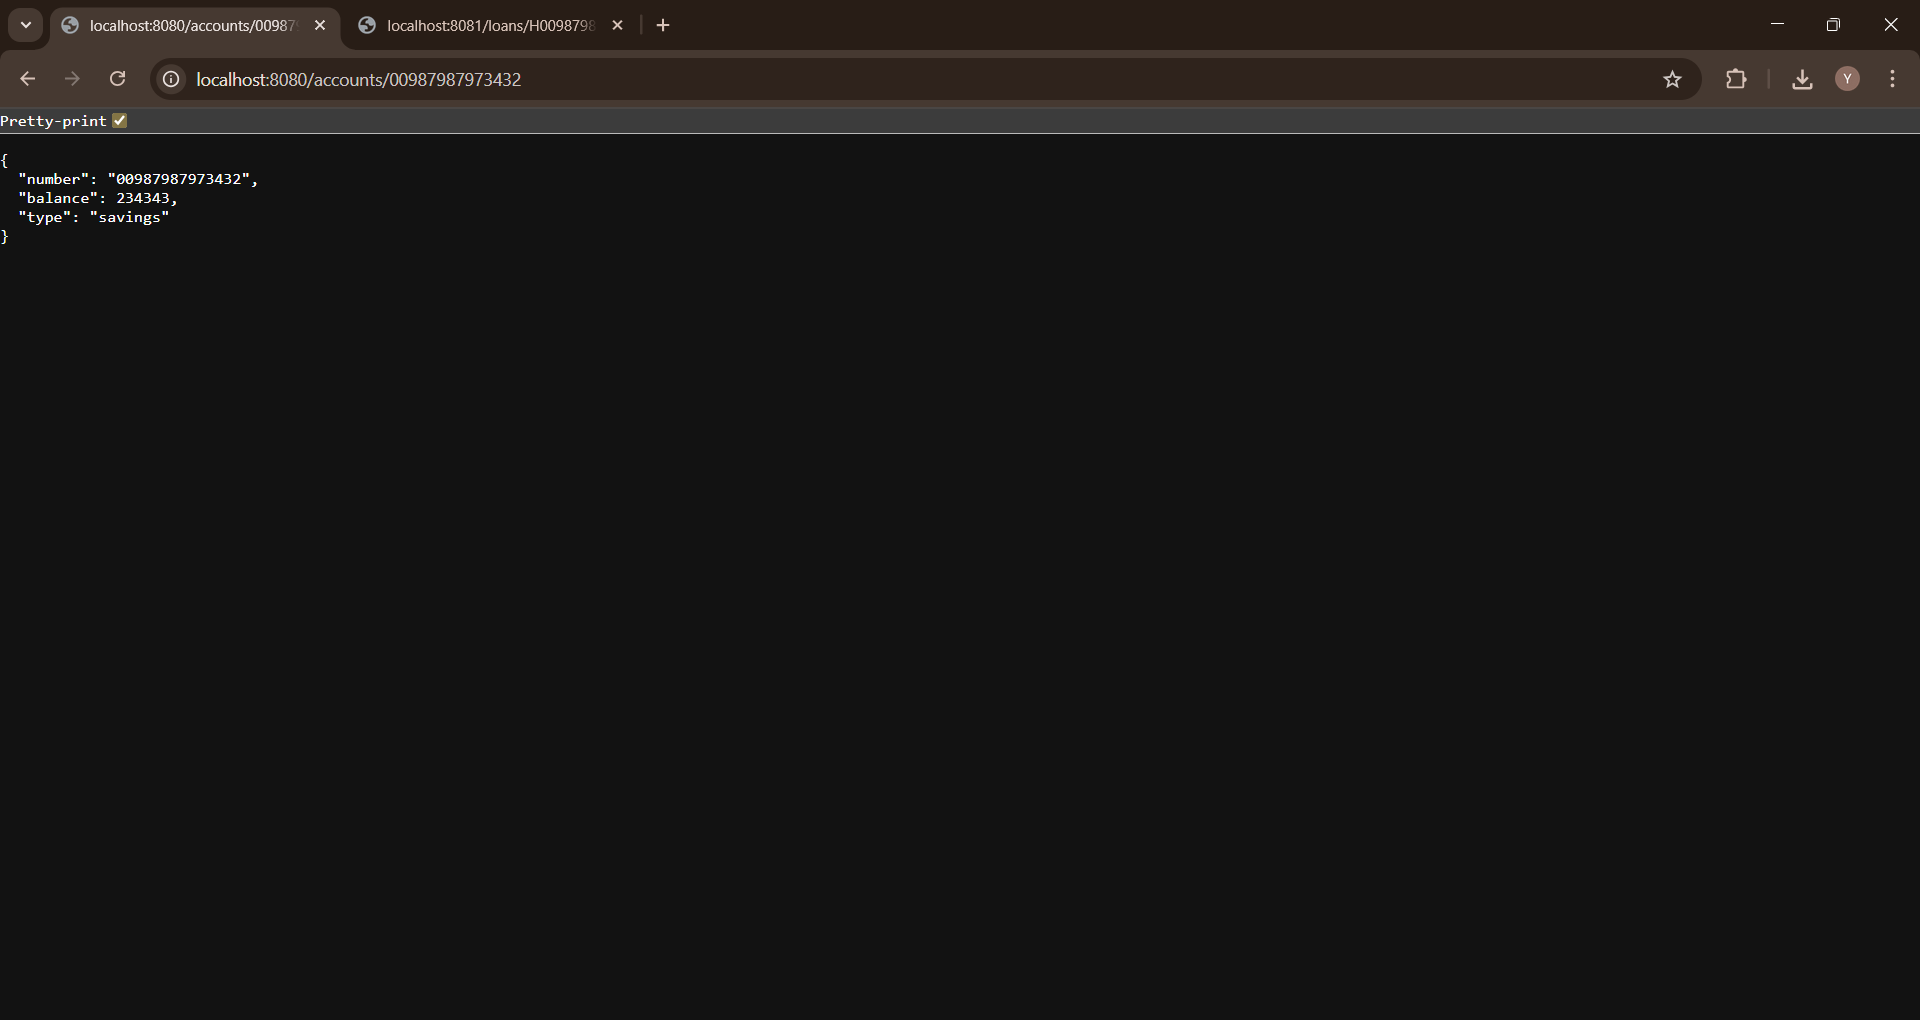 localhost:8080/accounts/00987
localhost:8081/loans/H0098798
localhost:8080/accounts/00987987973432
Y
Pretty-print
{
"number": "00987987973432",
"balance": 234343,
"type": "savings"
}